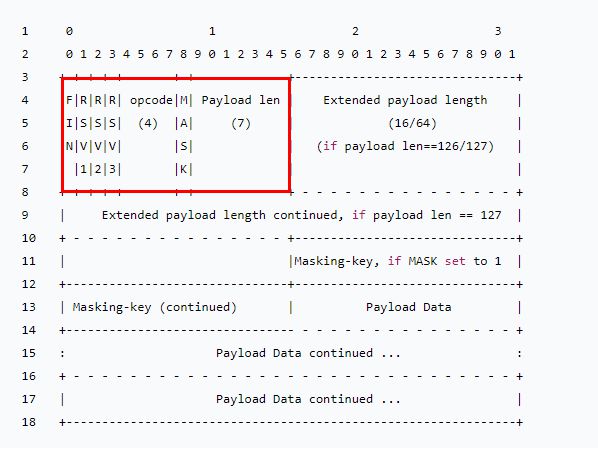 1      0                   1                   2                   3
2      0 1 2 3 4 5 6 7 8 9 0 1 2 3 4 5 6 7 8 9 0 1 2 3 4 5 6 7 8 9 0 1
3     +-+-+-+-+-------+-+-------------+-------------------------------+
4     |F|R|R|R| opcode|M| Payload len |    Extended payload length    |
5     |I|S|S|S|  (4)  |A|     (7)     |             (16/64)           |
6     |N|V|V|V|       |S|             |   (if payload len==126/127)   |
7     | |1|2|3|       |K|             |                               |
8     +-+-+-+-+-------+-+-------------+ - - - - - - - - - - - - - - - +
9     |     Extended payload length continued, if payload len == 127  |
10    + - - - - - - - - - - - - - - - +-------------------------------+
11    |                               |Masking-key, if MASK set to 1  |
12    +-------------------------------+-------------------------------+
13    | Masking-key (continued)       |          Payload Data         |
14    +-------------------------------- - - - - - - - - - - - - - - - +
15    :                     Payload Data continued ...                :
16    + - - - - - - - - - - - - - - - - - - - - - - - - - - - - - - - +
17    |                     Payload Data continued ...                |
18    +---------------------------------------------------------------+